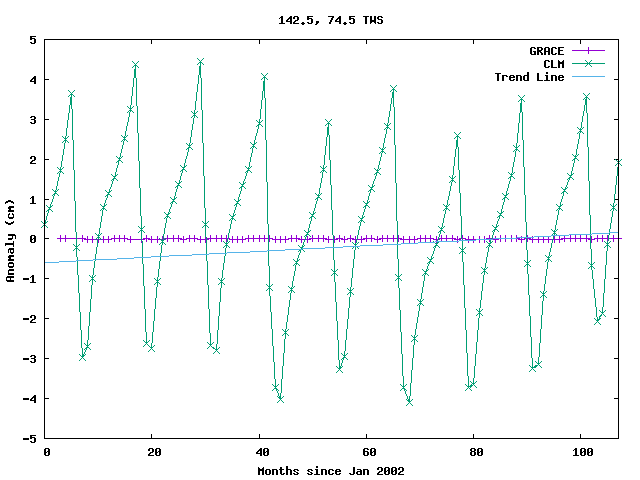 142.5, 74.5 TWS
GRACE
CLM
Trend Line
5
4
3
2
1
0
-1
-2
-3
-4
-5
Anomaly (cm)
0 20 40 60 80 100
Months since Jan 2002